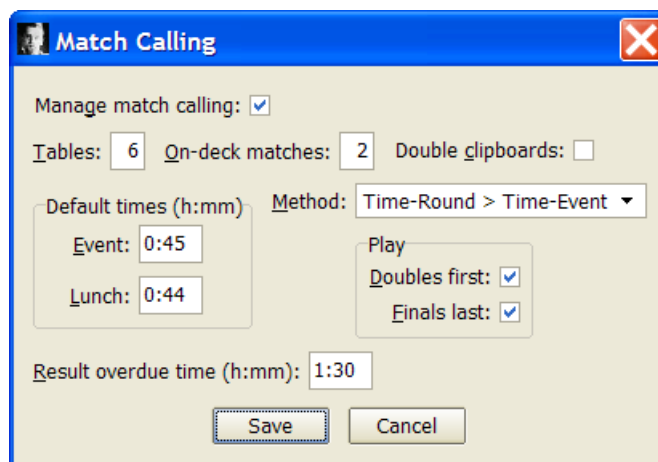 Match Calling
Manage match calling:
Tables: 6 On-deck matches: 2 Double clipboards:
Default times (h:mm) Method: Time-Round > Time-Event
Event: 0:45 Play
Doubles first:
Lunch: 0:44
Finals last:
Result overdue time (h:mm): 1:30
Save Cancel